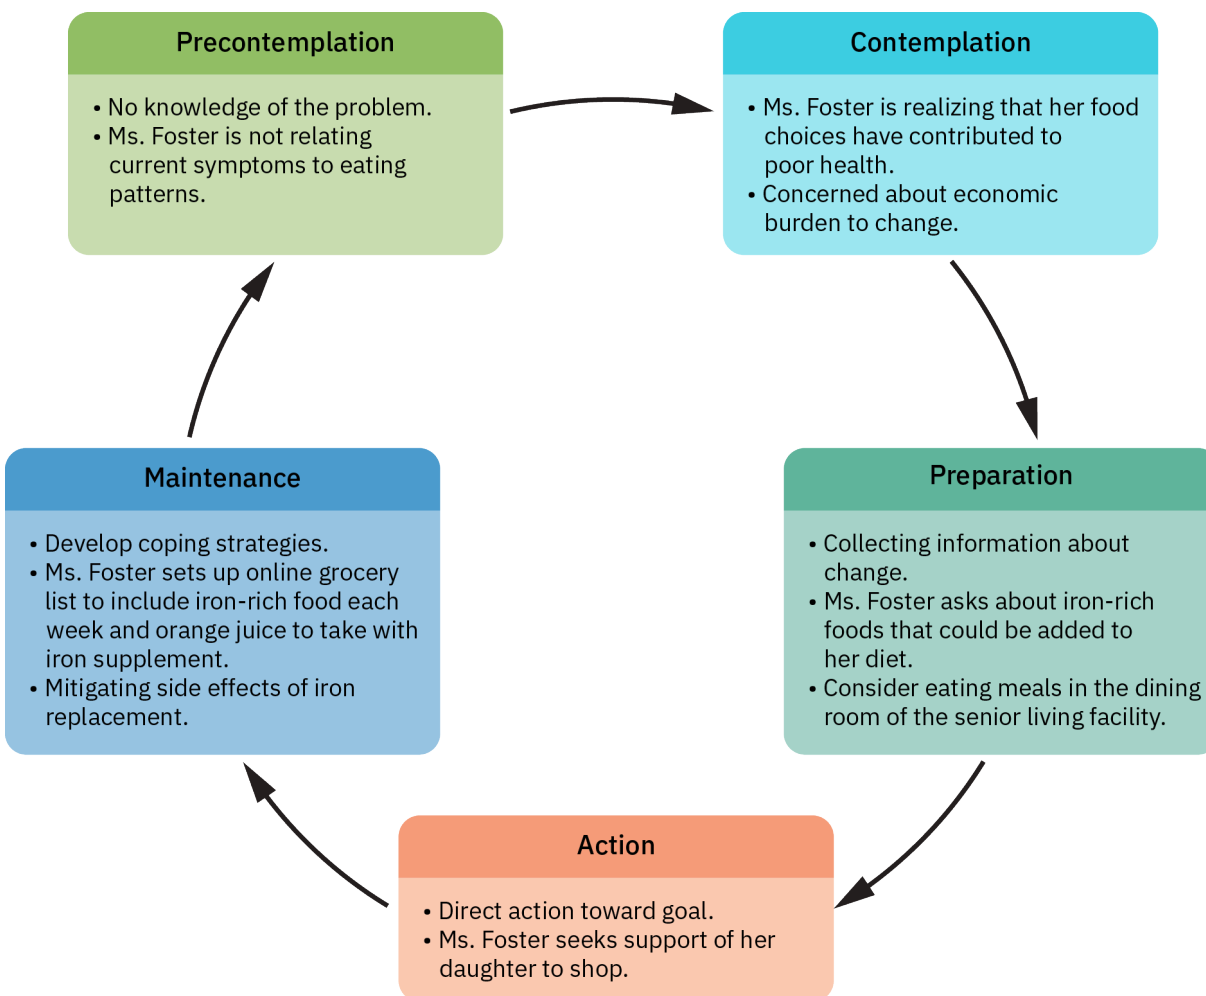 Precontemplation
• No knowledge of the problem.
• Ms. Foster is not relating
current symptoms to eating
patterns.
Contemplation
• Ms. Foster is realizing that her food
choices have contributed to
poor health.
• Concerned about economic
burden to change.
Preparation
• Collecting information about
change.
• Ms. Foster asks about iron-rich
foods that could be added to
her diet.
• Consider eating meals in the dining
room of the senior living facility.
Action
• Direct action toward goal.
• Ms. Foster seeks support of her
daughter to shop.
Maintenance
• Develop coping strategies.
• Ms. Foster sets up online grocery
list to include iron-rich food each
week and orange juice to take with
iron supplement.
• Mitigating side effects of iron
replacement.